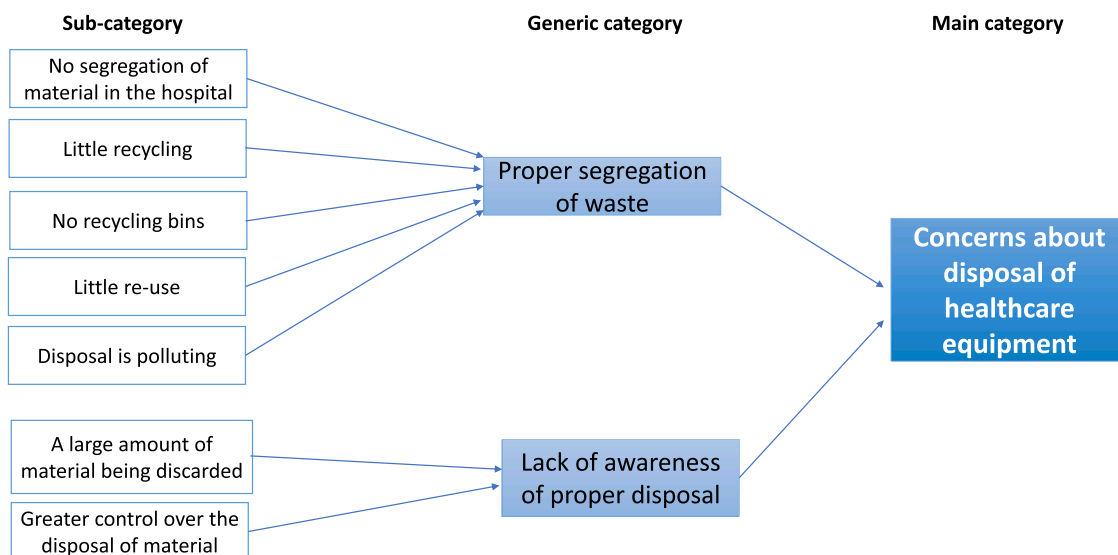 Sub-category
Generic category
Main category
No segregation of
material in the hospital
Little recycling
No recycling bins
Little re-use
Disposal is polluting
A large amount of
material being discarded
Greater control over the
disposal of material
Proper segregation
of waste
Lack of awareness
of proper disposal
Concerns about
disposal of
healthcare
equipment